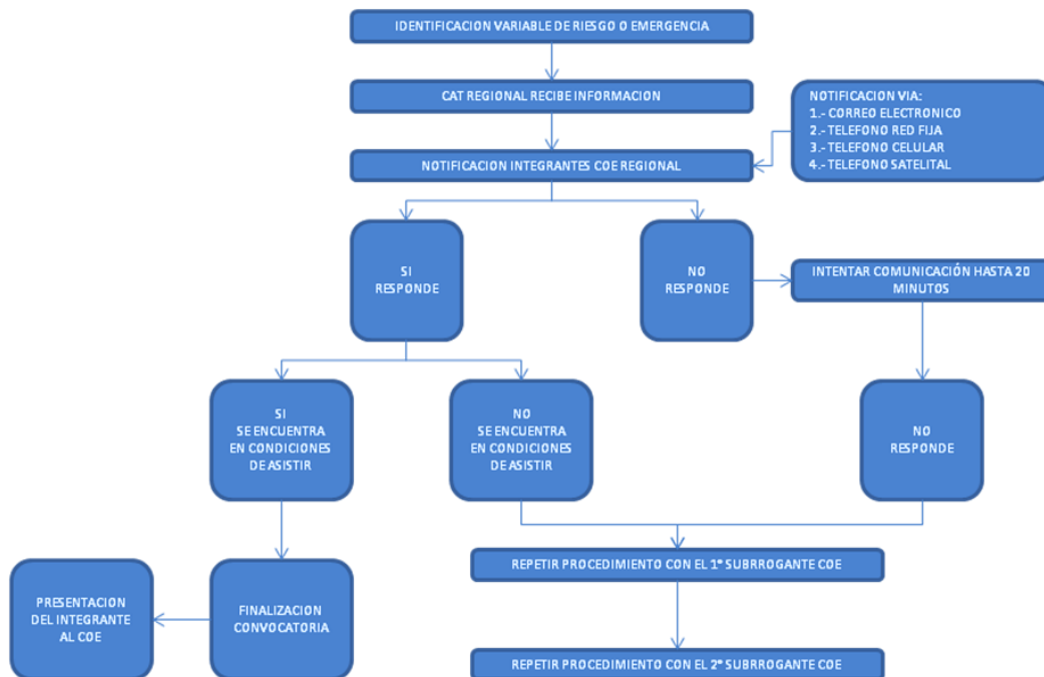 IDENTIFICACION VARIABLE DE RIESGO O EMERGENCIA
CAT REGIONAL RECIBE INFORMACION
NOTIFICACION VIA:
1.- CORREO ELECTRONICO
2.- TELEFONO RED FIJA
3.- TELEFONO CELULAR
4.- TELEFONO SATELITAL
NOTIFICACION INTEGRANTES COE REGIONAL
SI
RESPONDE
NO
RESPONDE
INTENTAR COMUNICACIÓN HASTA 20
MINUTOS
SI
SE ENCUENTRA
EN CONDICIONES
DE ASISTIR
NO
SE ENCUENTRA
EN CONDICIONES
DE ASISTIR
NO
RESPONDE
REPETIR PROCEDIMIENTO CON EL 1° SUBRROGANTE COE
PRESENTACION
DEL INTEGRANTE
AL COE
FINALIZACION
CONVOCATORIA
REPETIR PROCEDIMIENTO CON EL 2° SUBRROGANTE COE